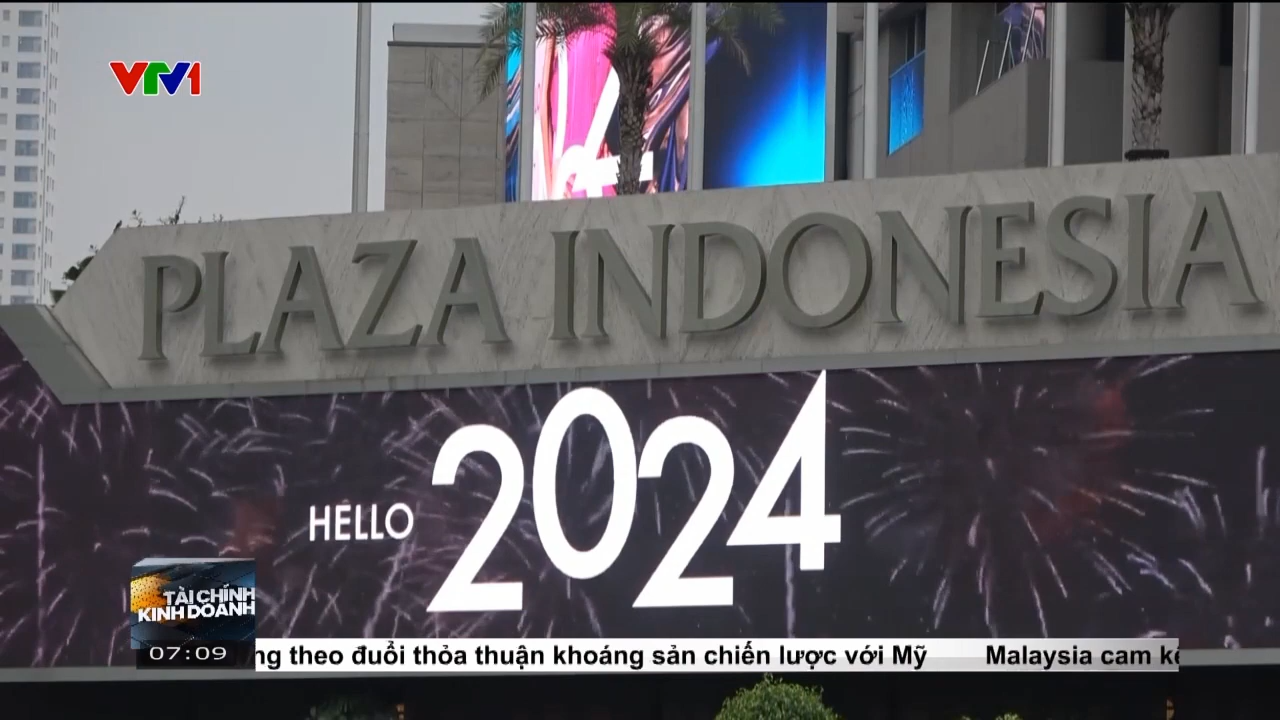 VTV1
PLAZA INDONESIA
HELLO 2024
TÀI CHÍNH
KINH DOANH
07:09
ng theo đuổi thỏa thuận khoáng sản chiến lược với Mỹ Malaysia cam kế